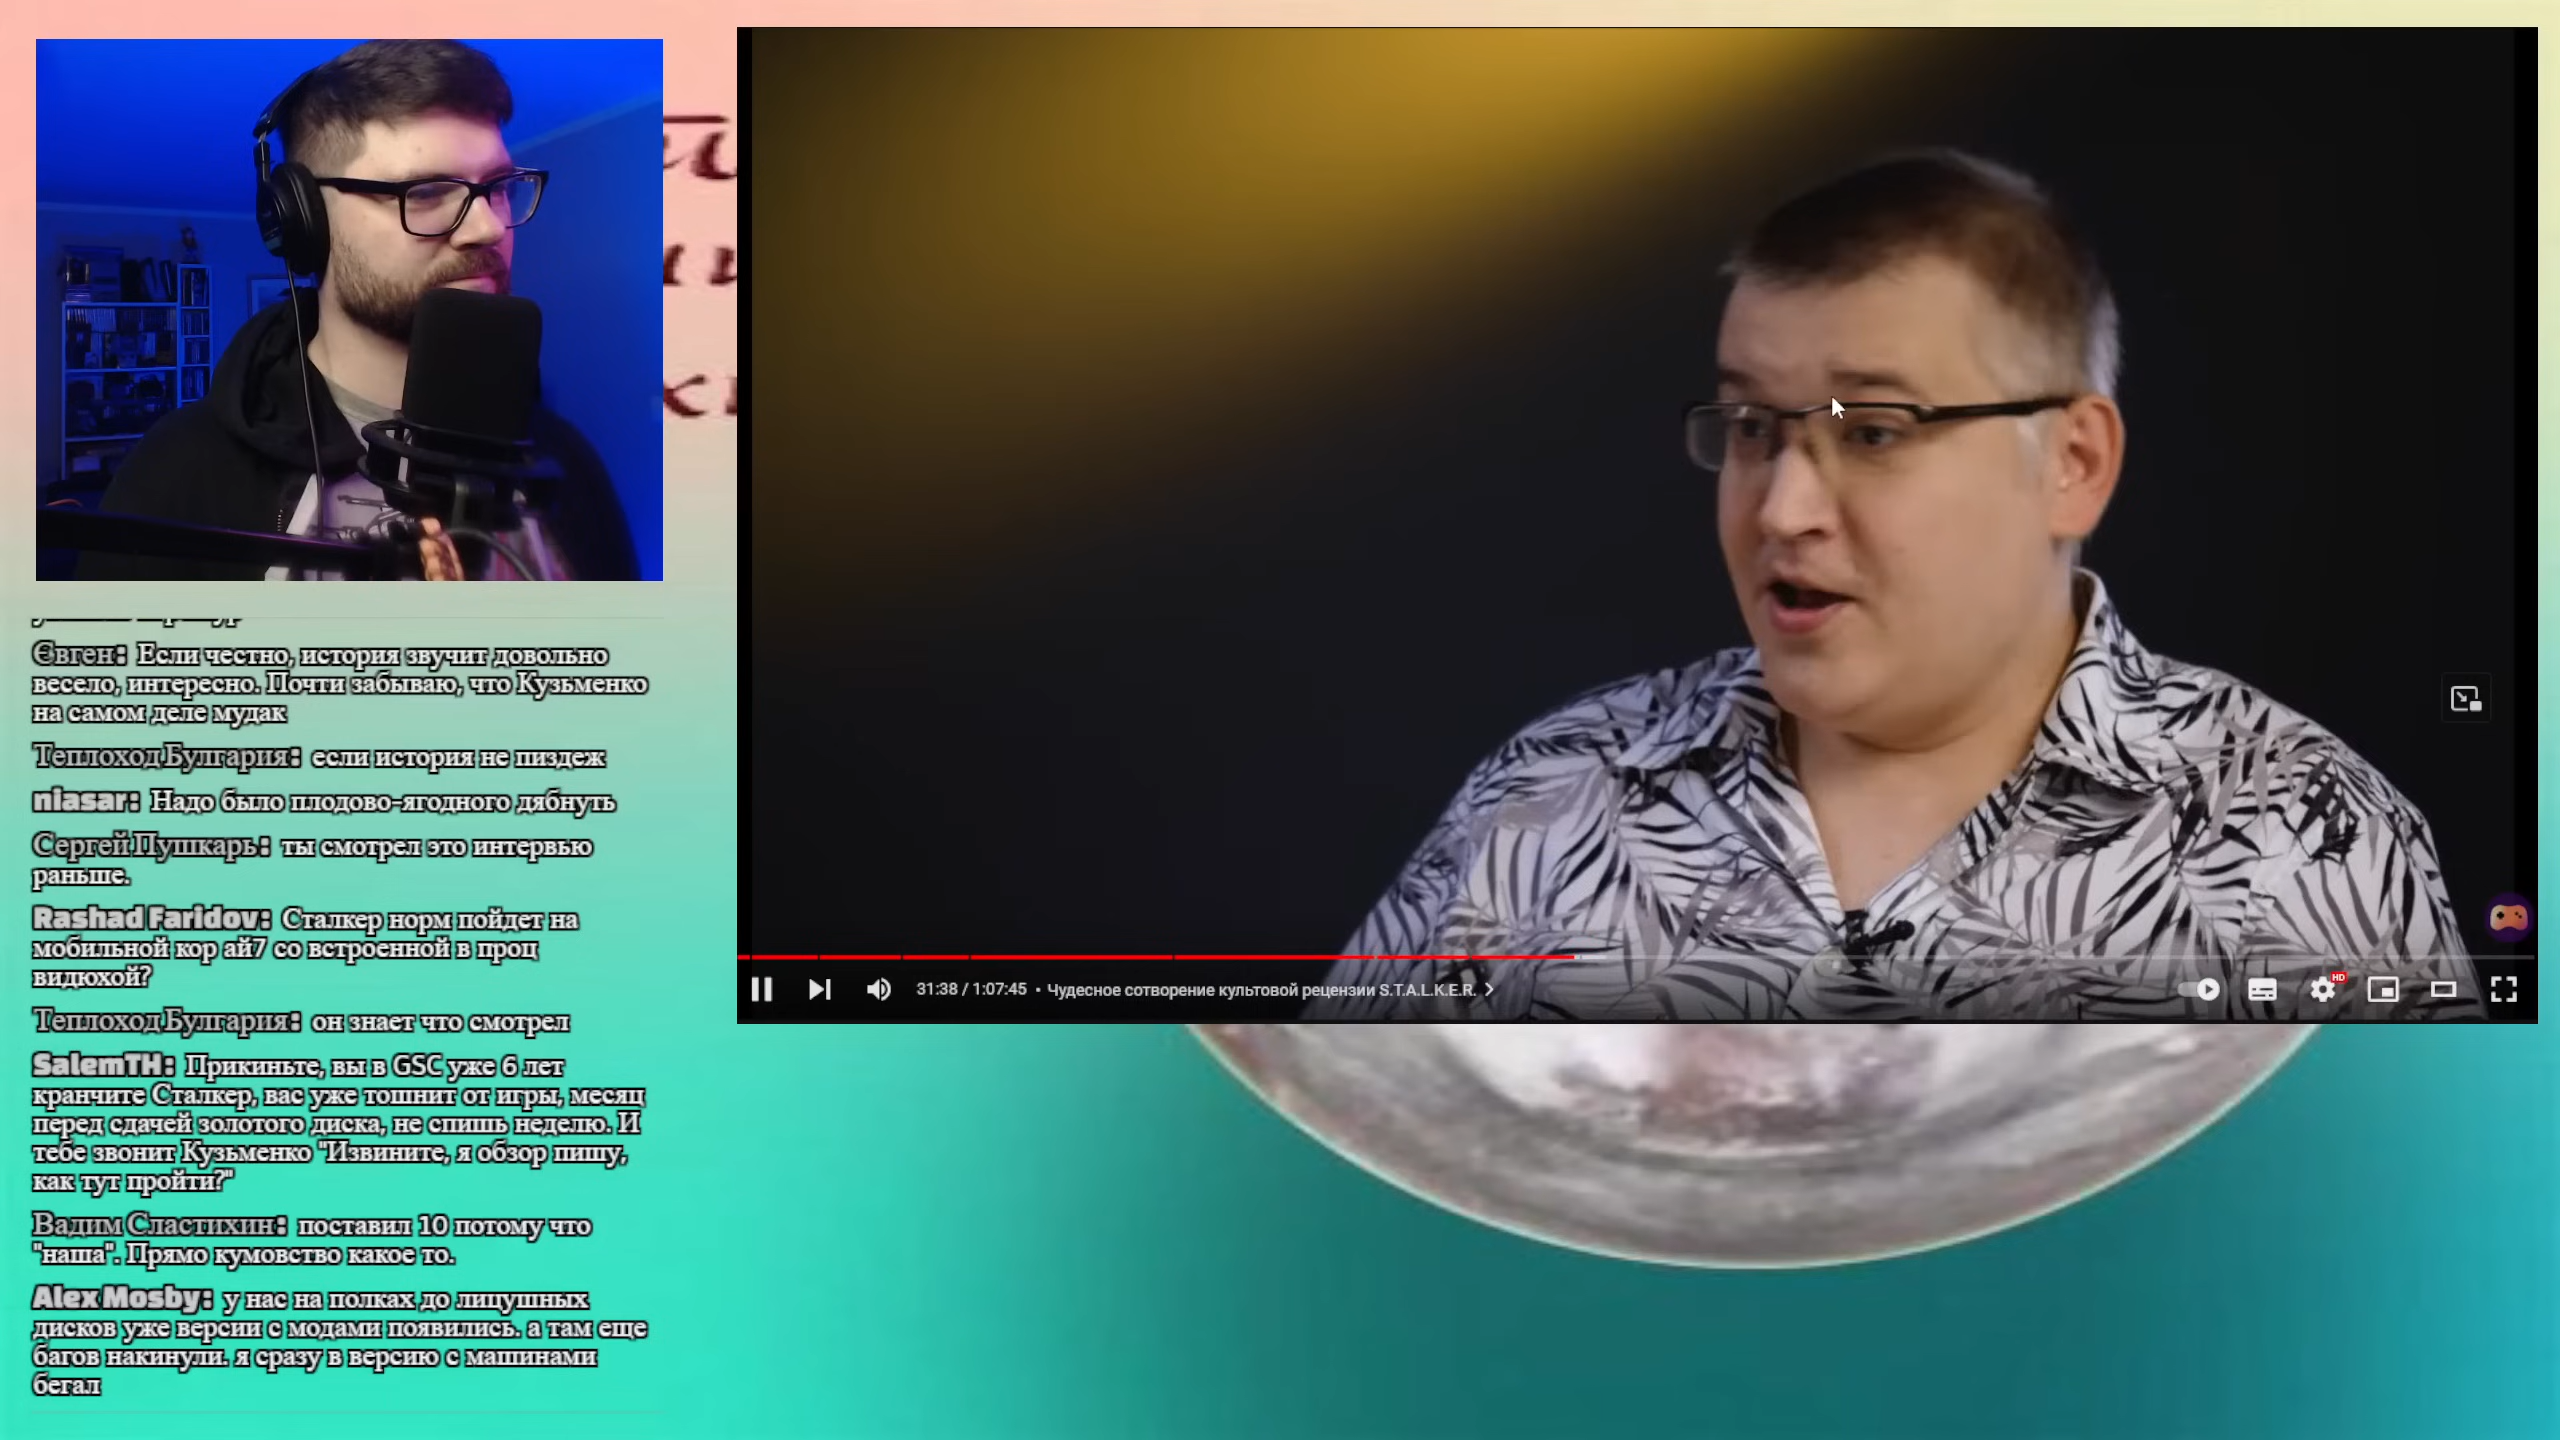 Євген: Если честно, история звучит довольно
весело, интересно. Почти забываю, что Кузьменко
на самом деле мудак
Теплоход Булгария: если история не пиздеж
niasar: Надо было плодово-ягодного дябнуть
Сергей Пушкарь: ты смотрел это интервью
раньше.
Rashad Faridov: Сталкер норм пойдет на
мобильной кор ай7 со встроенной в проц
видюхой?
Теплоход Булгария: он знает что смотрел
SalemTH: Прикиньте, вы в GSC уже 6 лет
кранчите Сталкер, вас уже тошнит от игры, месяц
перед сдачей золотого диска, не спишь неделю. И
тебе звонит Кузьменко "Извините, я обзор пишу,
как тут пройти?"
Вадим Сластихин: поставил 10 потому что
"наша". Прямо кумовство какое то.
Alex Mosby: у нас на полках до лицушных
дисков уже версии с модами появились. а там еще
багов накинули. я сразу в версию с машинами
бегал
31:38 / 1:07:45 • Чудесное сотворение культовой рецензии S.T.A.L.K.E.R.
HD